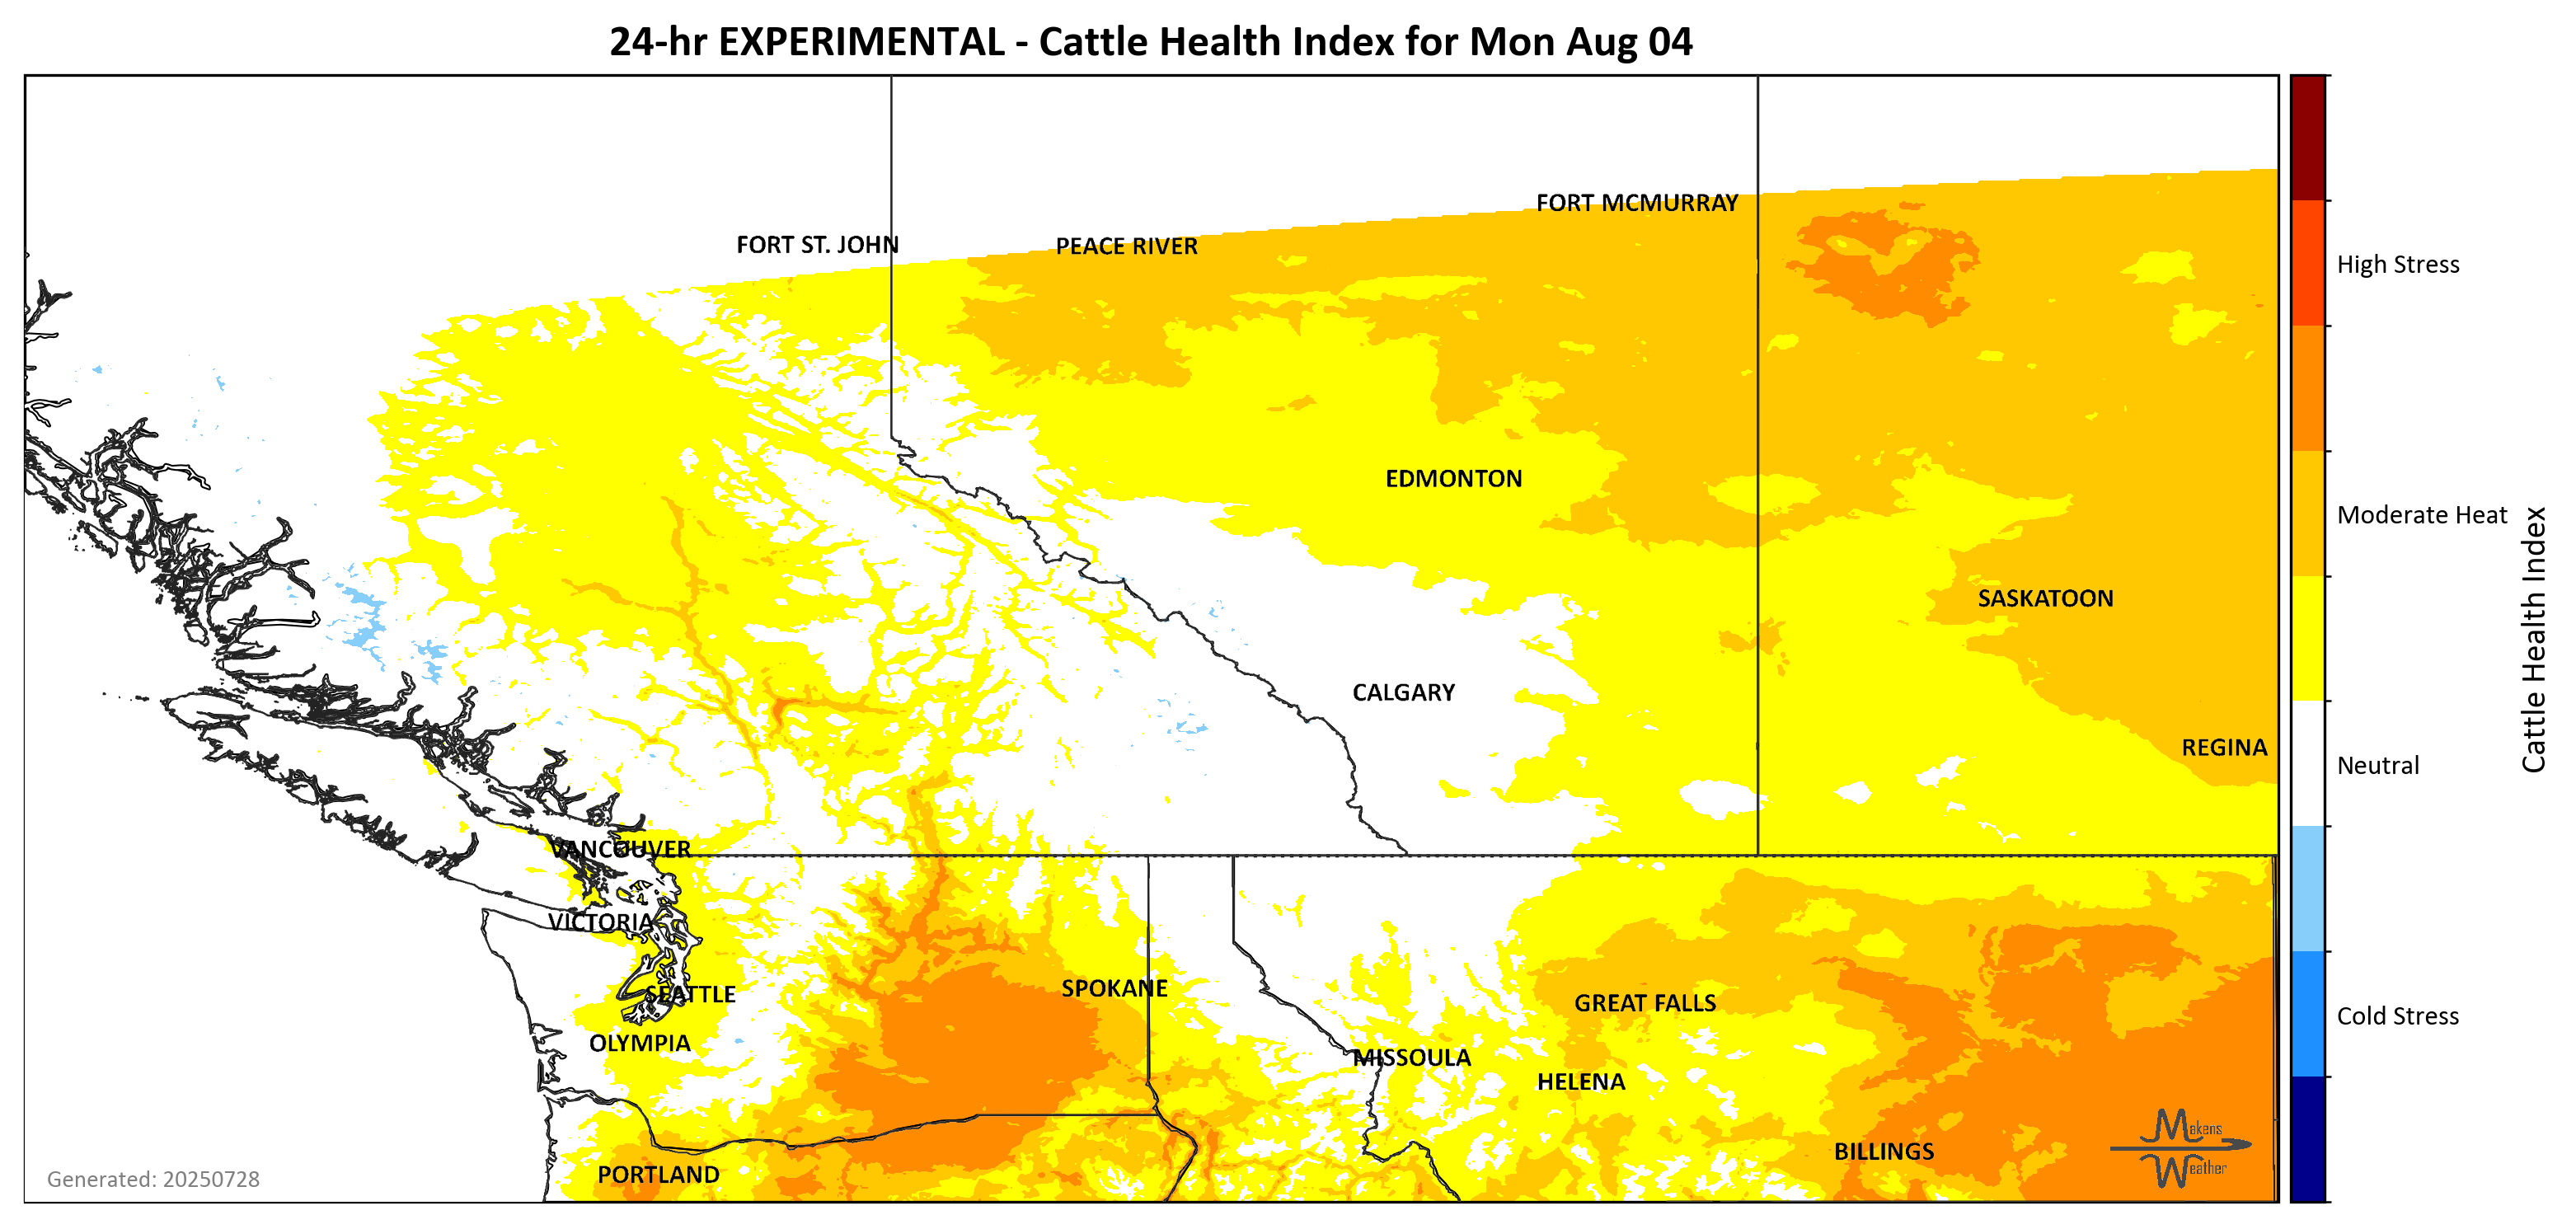 24-hr EXPERIMENTAL - Cattle Health Index for Mon Aug 04
FORT MCMURRAY
FORT ST. JOHN
PEACE RIVER
EDMONTON
SASKATOON
CALGARY
REGINA
VANCOUVER
VICTORIA
SEATTLE
SPOKANE
GREAT FALLS
OLYMPIA
MISSOULA
HELENA
BILLINGS
PORTLAND
Makens
Weather
Generated: 20250728
High Stress
Moderate Heat
Neutral
Cold Stress
Cattle Health Index